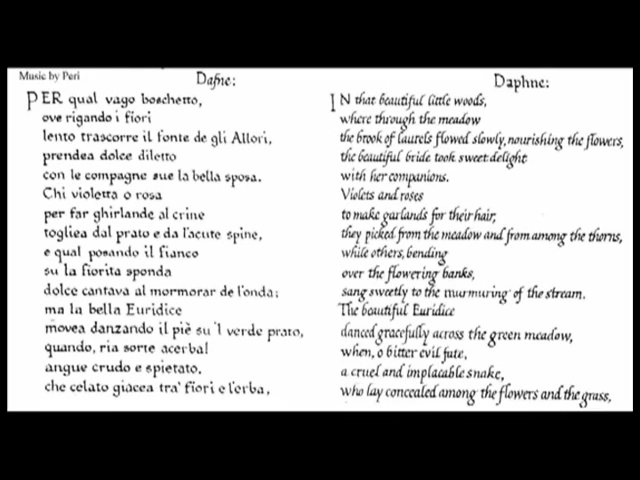 Music by Peri
Dafne:
PER qual vago boschetto,
ove rigando i fiori
lento trascorre il fonte de gli Allori,
prendea dolce diletto
con le compagne sue la bella sposa.
Chi violetta o rosa
per far ghirlande al crine
togliea dal prato e da l'acute spine,
e qual posando il fianco
su la fiorita sponda
dolce cantava al mormorar de l'onda;
ma la bella Euridice
movea danzando il piè su'l verde prato,
quando, ria sorte acerba!
angue crudo e spietato,
che celato giacea tra' fiori e l'erba,
Daphne:
IN that beautiful little woods,
where through the meadow
the brook of laurels flowed slowly, nourishing the flowers,
the beautiful bride took sweet delight
with her companions.
Violets and roses
to make garlands for their hair,
they picked from the meadow and from among the thorns,
while others, bending
over the flowering banks,
sang sweetly to the murmuring of the stream.
The beautiful Euridice
danced gracefully across the green meadow,
when, o bitter evil fate,
a cruel and implacable snake,
who lay concealed among the flowers and the grass,